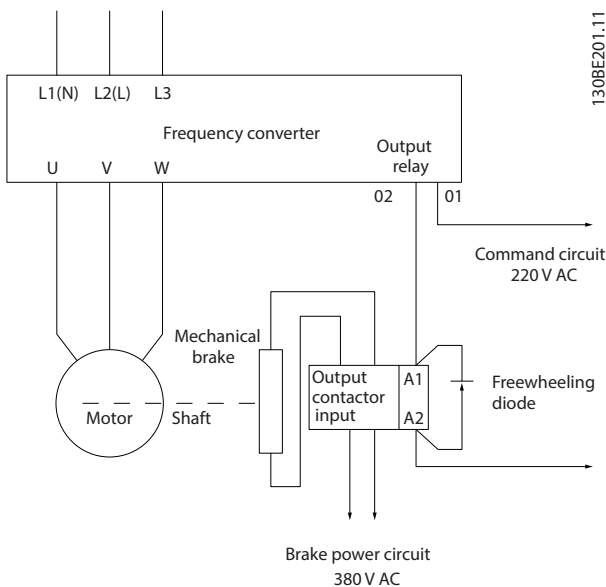 130BE201.11
L1(N) L2(L) L3
Frequency converter
U V W
Output
relay
02 01
Command circuit
220 V AC
Mechanical
brake
Output
contactor
input
A1
A2
Freewheeling
diode
Motor Shaft
Brake power circuit
380 V AC